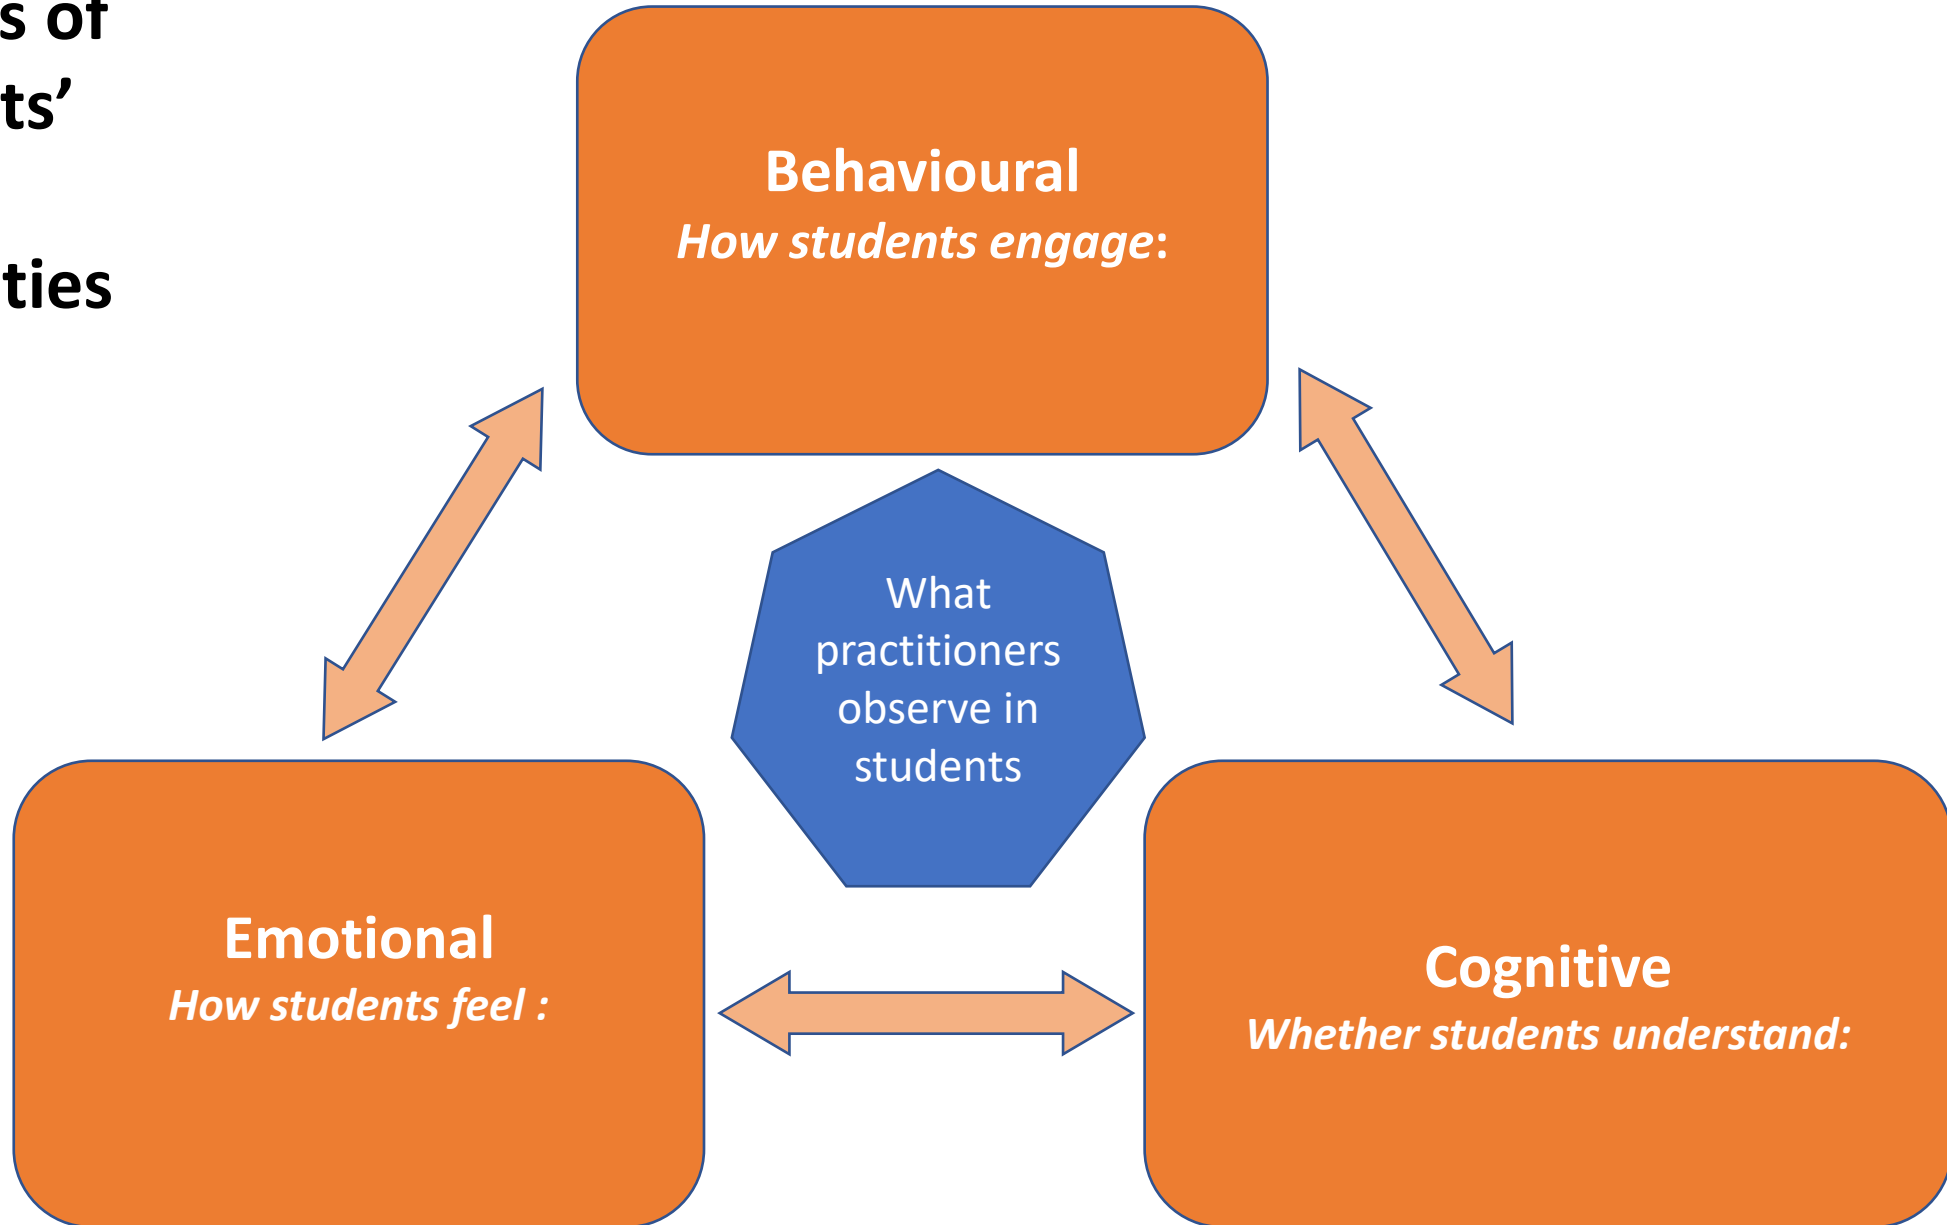 s of
ts’
ties
Behavioural
How students engage:
What
practitioners
observe in
students
Emotional
How students feel :
Cognitive
Whether students understand: